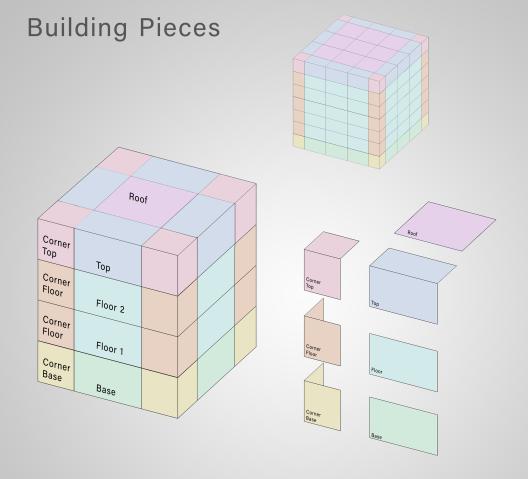 Building Pieces
Roof
Corner
Top
Top
Corner
Floor
Floor 2
Corner
Floor
Floor 1
Corner
Base
Base
Roof
Corner
Top
Top
Corner
Floor
Floor
Corner
Base
Base